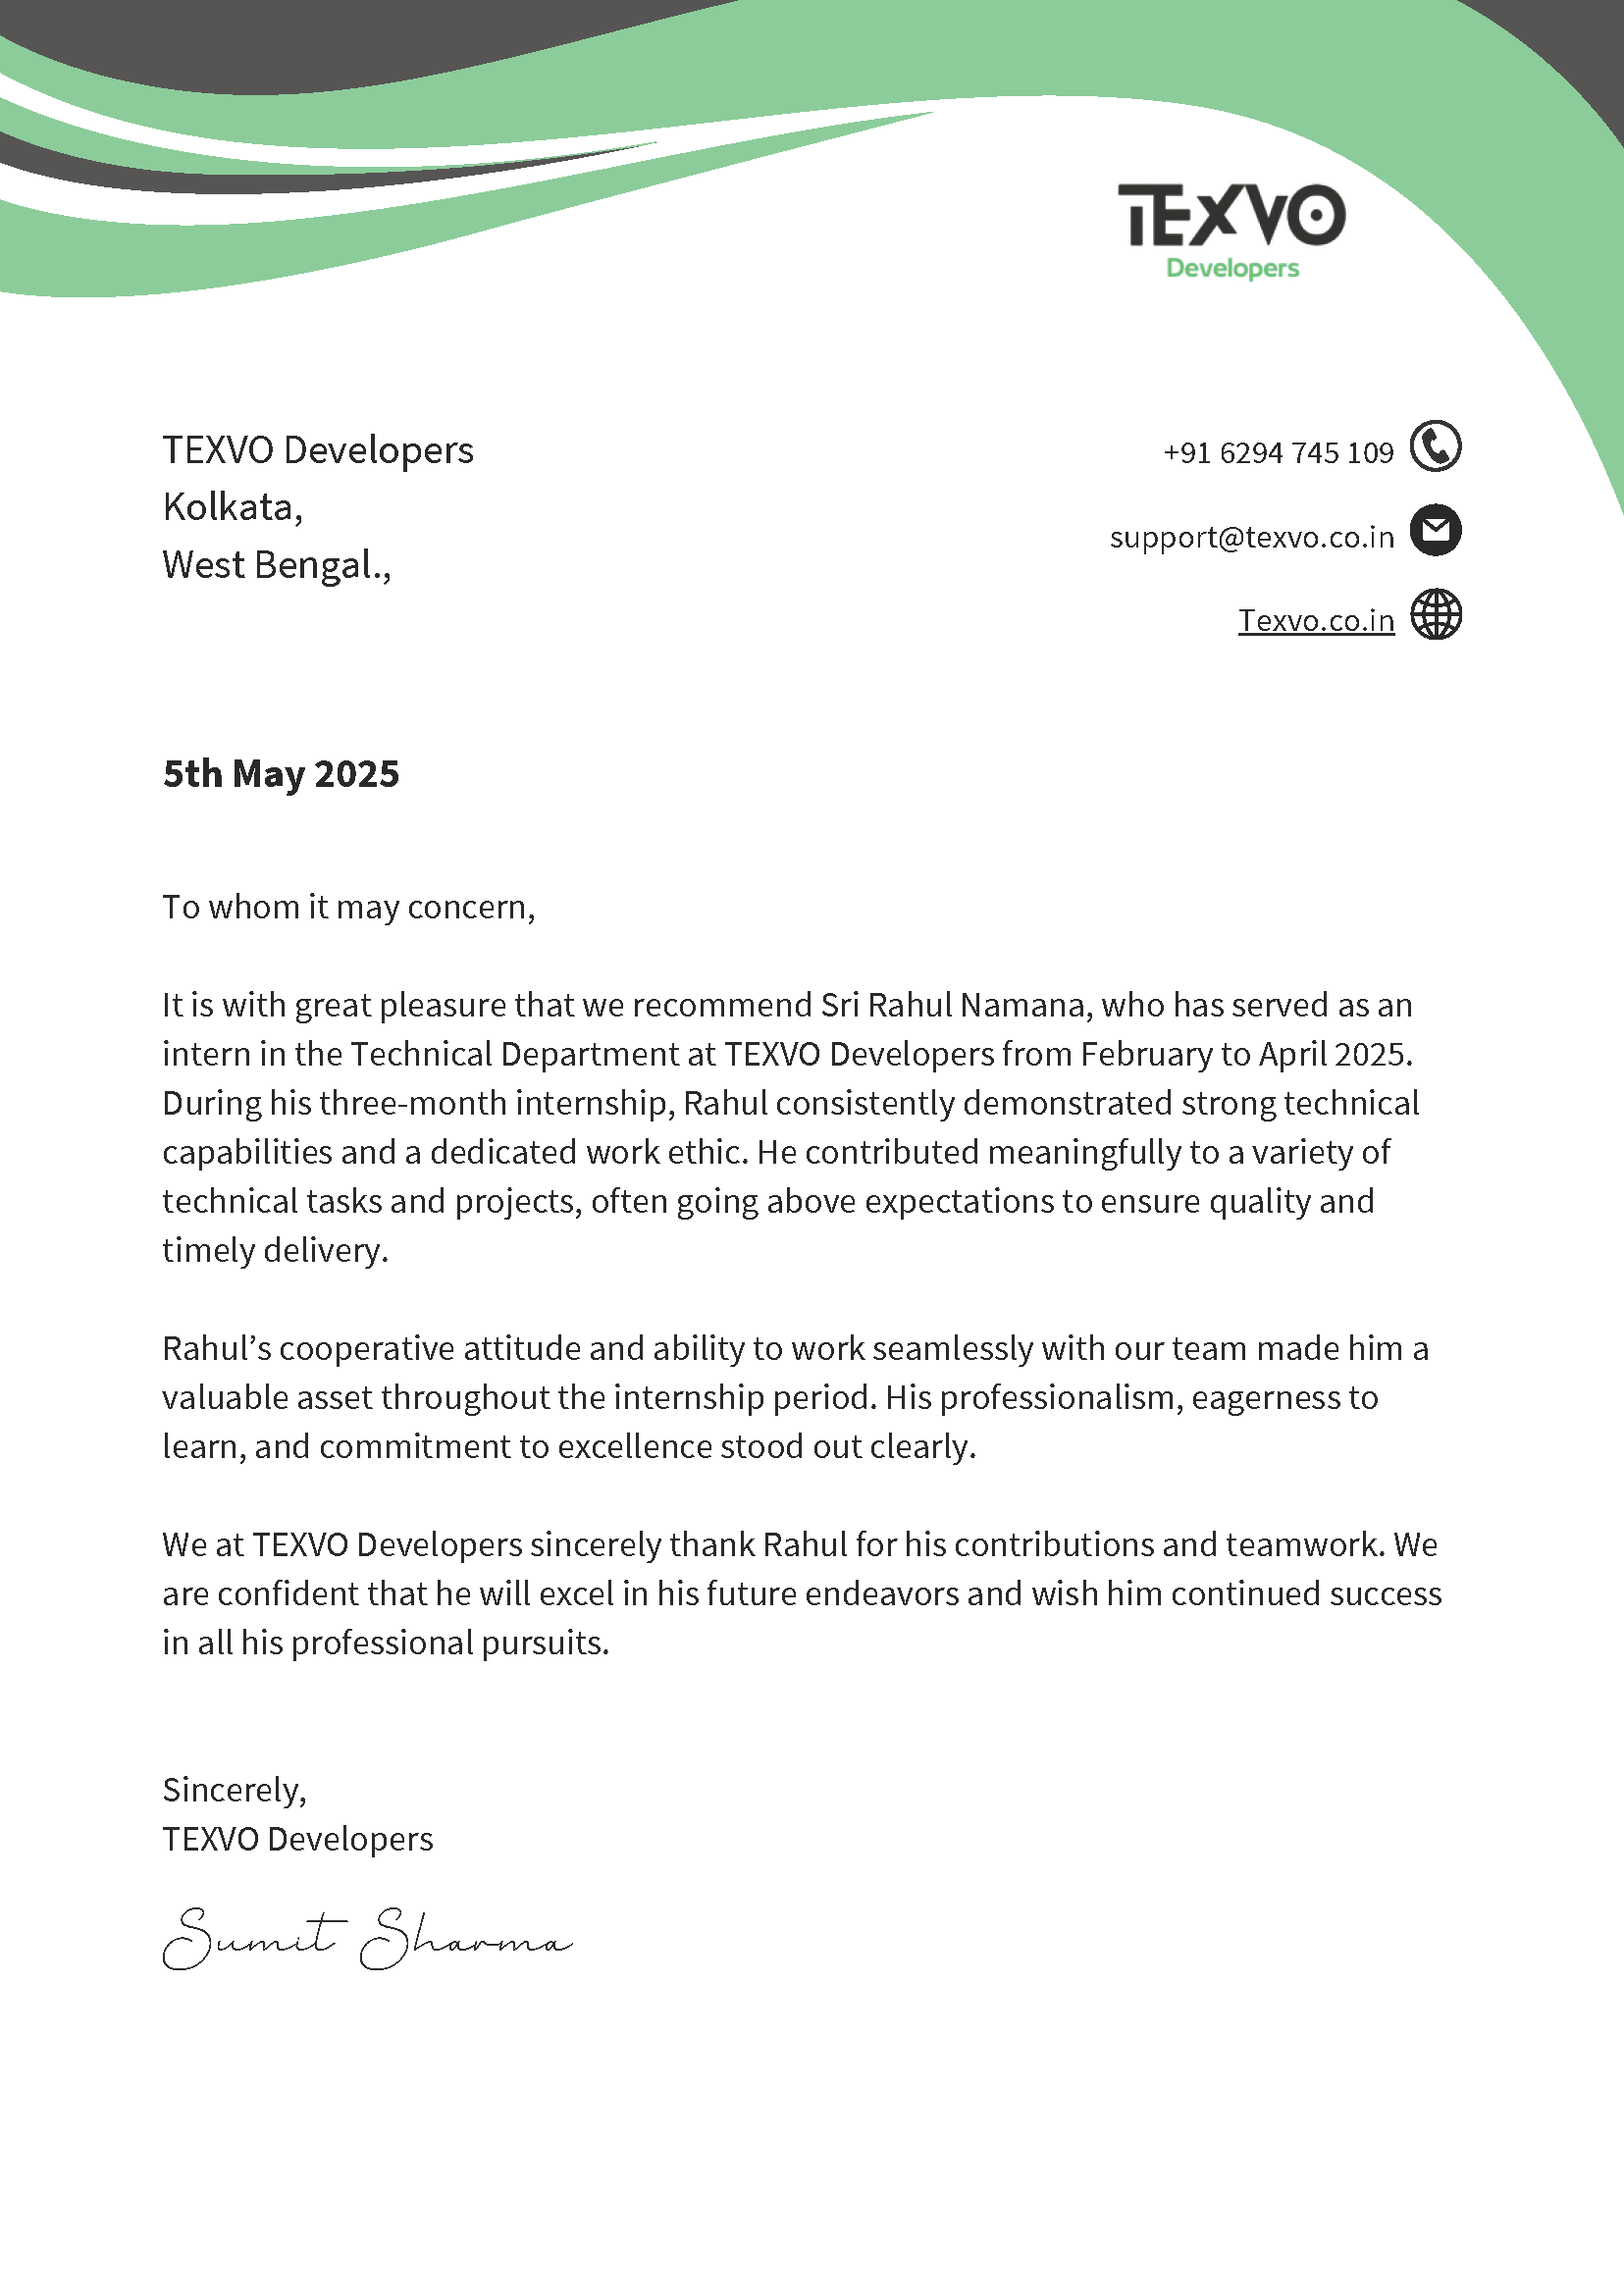 TEXVO
Developers
TEXVO Developers
Kolkata,
West Bengal.,
+91 6294 745 109
support@texvo.co.in
Texvo.co.in
5th May 2025
To whom it may concern,
It is with great pleasure that we recommend Sri Rahul Namana, who has served as an
intern in the Technical Department at TEXVO Developers from February to April 2025.
During his three-month internship, Rahul consistently demonstrated strong technical
capabilities and a dedicated work ethic. He contributed meaningfully to a variety of
technical tasks and projects, often going above expectations to ensure quality and
timely delivery.
Rahul’s cooperative attitude and ability to work seamlessly with our team made him a
valuable asset throughout the internship period. His professionalism, eagerness to
learn, and commitment to excellence stood out clearly.
We at TEXVO Developers sincerely thank Rahul for his contributions and teamwork. We
are confident that he will excel in his future endeavors and wish him continued success
in all his professional pursuits.
Sincerely,
TEXVO Developers
Sumit Sharma